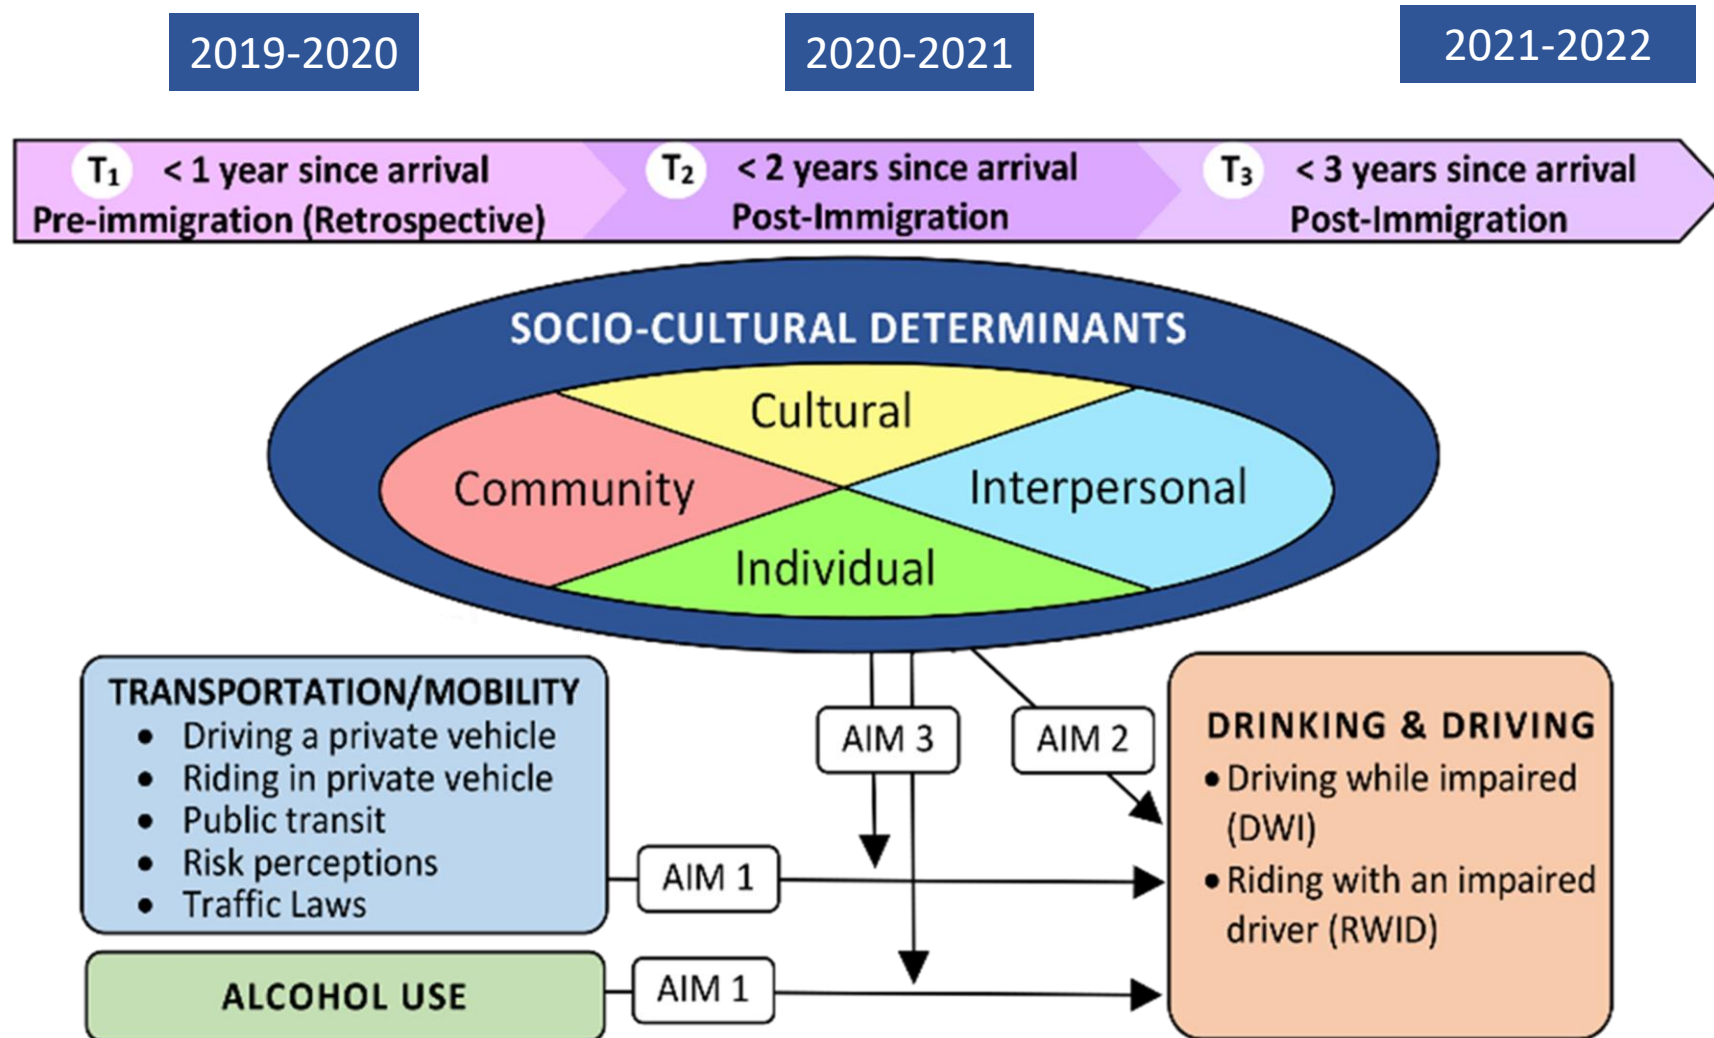 2019-2020
2020-2021
2021-2022
T₁ < 1 year since arrival
Pre-immigration (Retrospective)
T₂ < 2 years since arrival
Post-Immigration
T₃ < 3 years since arrival
Post-Immigration
SOCIO-CULTURAL DETERMINANTS
Cultural
Community
Interpersonal
Individual
TRANSPORTATION/MOBILITY
• Driving a private vehicle
• Riding in private vehicle
• Public transit
• Risk perceptions
• Traffic Laws
ALCOHOL USE
AIM 3
AIM 2
AIM 1
AIM 1
DRINKING & DRIVING
• Driving while impaired
(DWI)
• Riding with an impaired
driver (RWID)